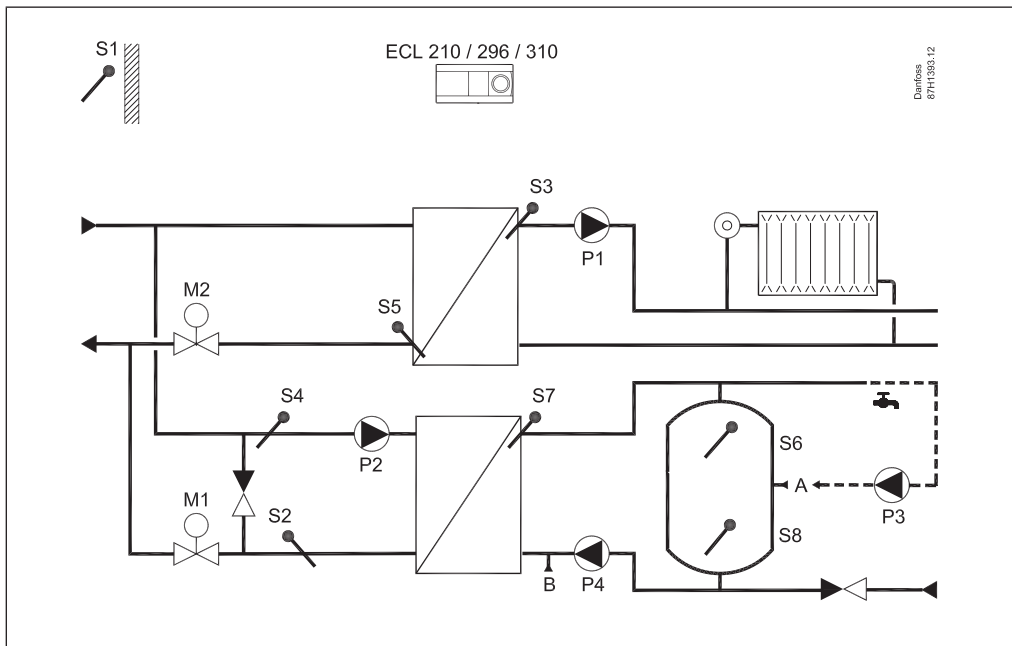 S1
ECL 210 / 296 / 310
Danfoss
87H1393.12
S3
P1
M2
S5
S4
S7
P2
S6
A
P3
M1
S2
S8
B
P4